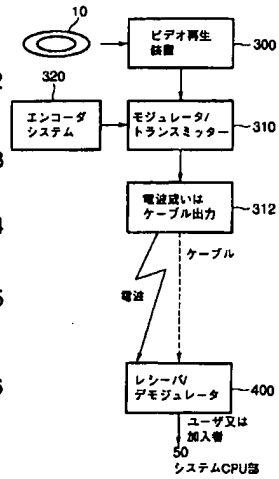 10
ビデオ再生
装置
300
320
エンコーダ
システム
モジュレータ/
トランスミッター
310
電波或いは
ケーブル出力
312
ケーブル
電波
レシーバ/
デモジュレータ
400
ユーザ又は
加入者
50
システムCPU部